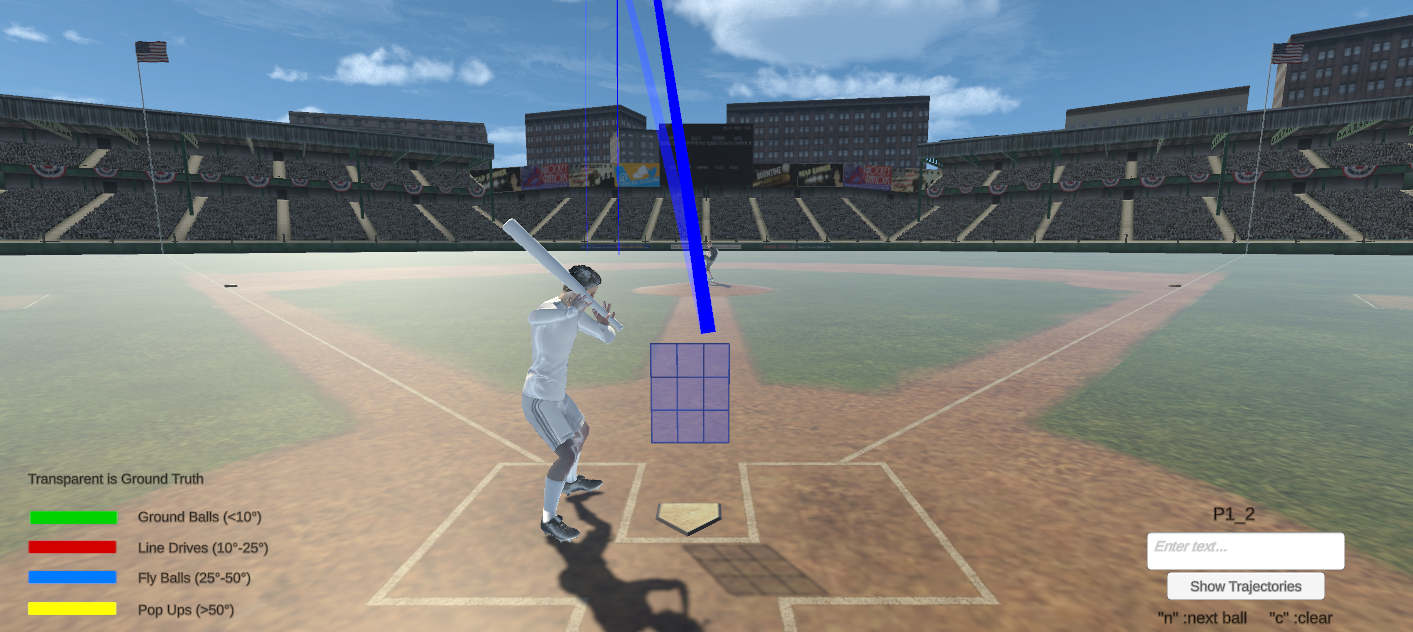 Transparent is Ground Truth
Ground Balls (<10°)
Line Drives (10°-25°)
Fly Balls (25°-50°)
Pop Ups (>50°)
P1_2
Enter text...
Show Trajectories
"n" :next ball "c" :clear